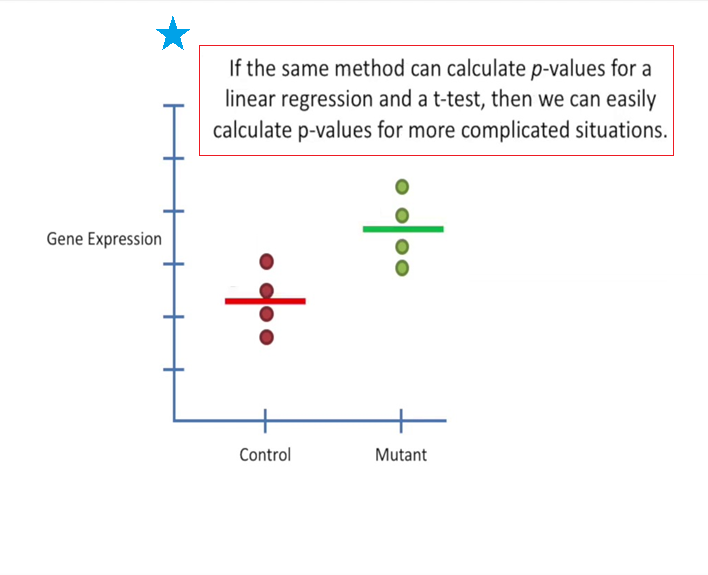 If the same method can calculate p-values for a
linear regression and a t-test, then we can easily
calculate p-values for more complicated situations.
Gene Expression
Control
Mutant